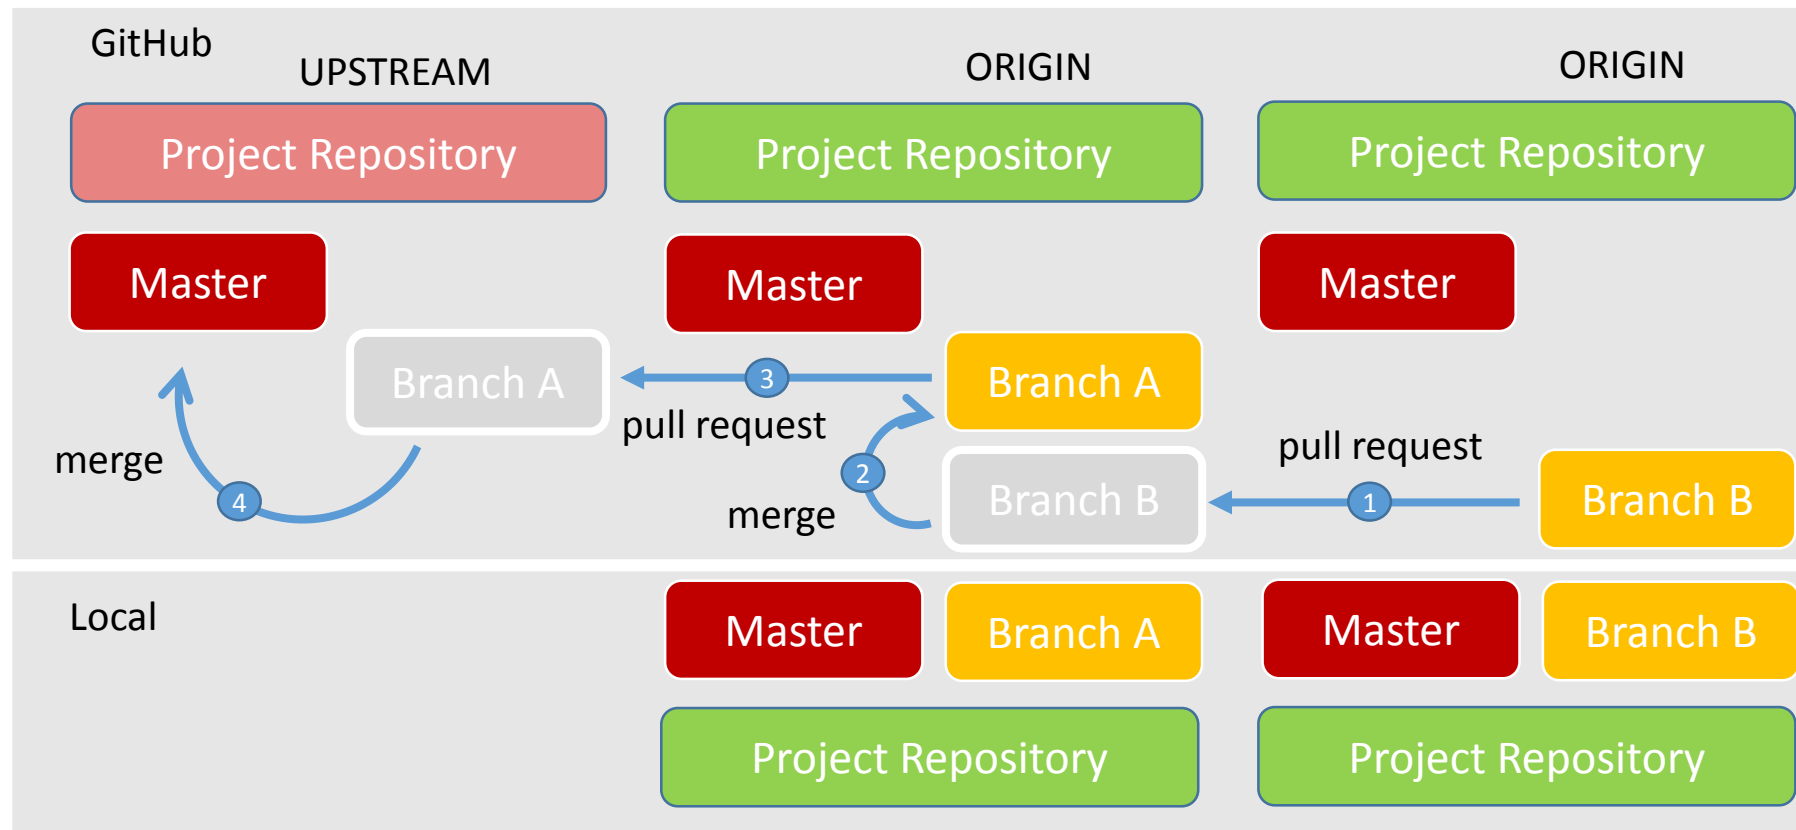 GitHub
UPSTREAM
ORIGIN
ORIGIN
Project Repository
Project Repository
Project Repository
Master
Master
Master
Branch A
3
Branch A
pull request
merge
4
2
merge
Branch B
pull request
1
Branch B
Local
Master
Branch A
Master
Branch B
Project Repository
Project Repository